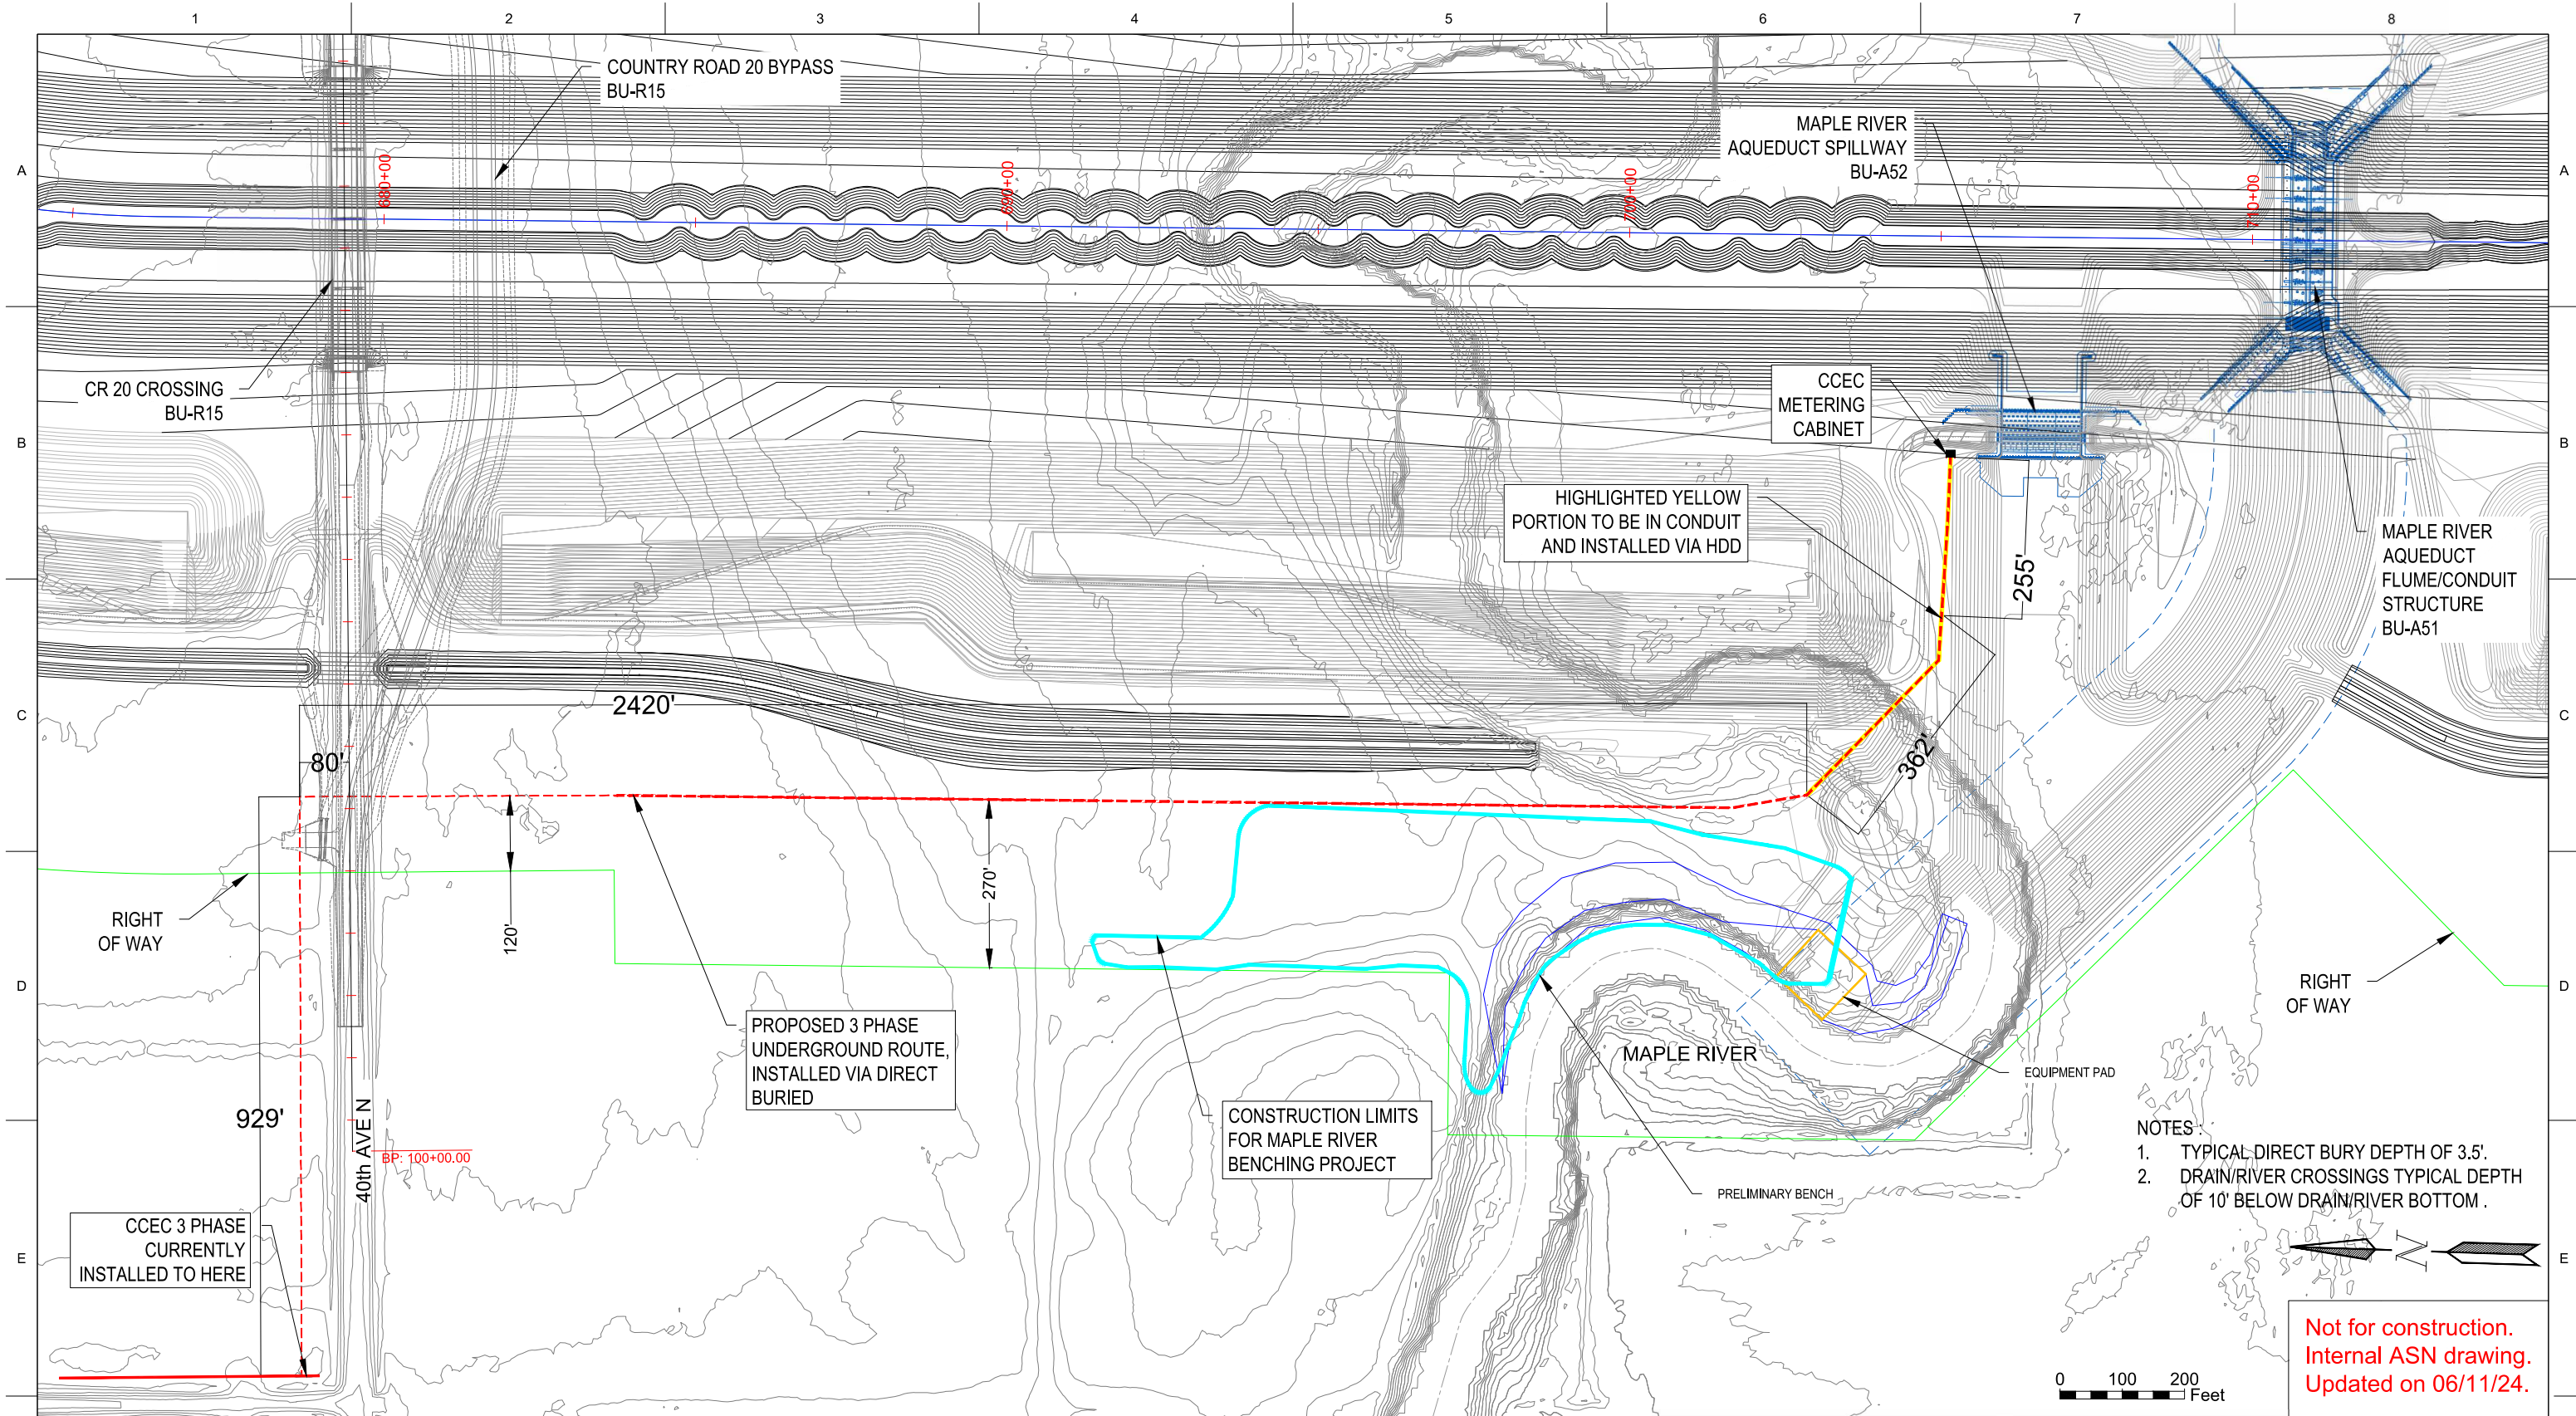 1
2
3
4
5
6
7
8
A
A
B
B
C
C
D
D
E
E
COUNTRY ROAD 20 BYPASS
BU-R15
MAPLE RIVER
AQUEDUCT SPILLWAY
BU-A52
680+00
690+00
700+00
710+00
CR 20 CROSSING
BU-R15
CCEC
METERING
CABINET
HIGHLIGHTED YELLOW
PORTION TO BE IN CONDUIT
AND INSTALLED VIA HDD
MAPLE RIVER
AQUEDUCT
FLUME/CONDUIT
STRUCTURE
BU-A51
255'
2420'
80'
362'
RIGHT
OF WAY
120'
270'
RIGHT
OF WAY
PROPOSED 3 PHASE
UNDERGROUND ROUTE,
INSTALLED VIA DIRECT
BURIED
MAPLE RIVER
EQUIPMENT PAD
929'
40th AVE N
BP: 100+00.00
CONSTRUCTION LIMITS
FOR MAPLE RIVER
BENCHING PROJECT
PRELIMINARY BENCH
NOTES :
1. TYPICAL DIRECT BURY DEPTH OF 3.5'.
2. DRAIN/RIVER CROSSINGS TYPICAL DEPTH
OF 10' BELOW DRAIN/RIVER BOTTOM .
CCEC 3 PHASE
CURRENTLY
INSTALLED TO HERE
N
0 100 200
Feet
Not for construction.
Internal ASN drawing.
Updated on 06/11/24.